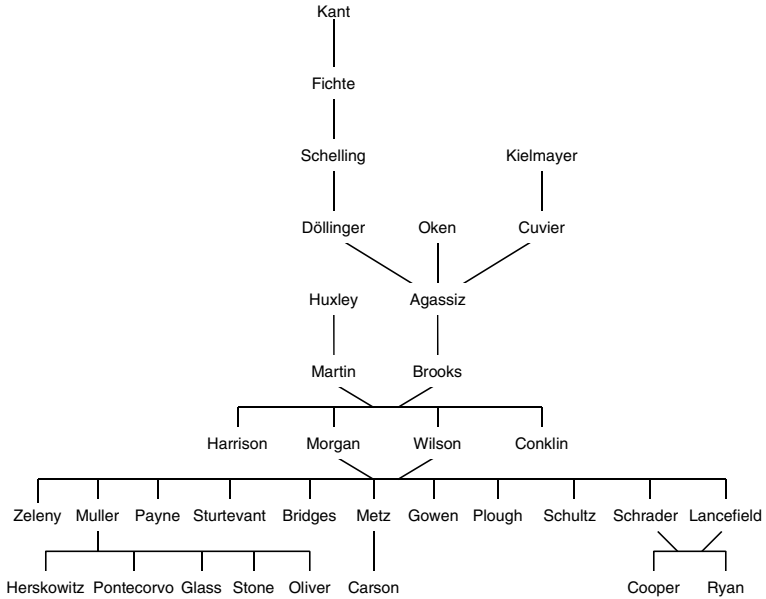 Kant
Fichte
Schelling Kielmayer
Döllinger Oken Cuvier
Huxley Agassiz
Martin Brooks
Harrison Morgan Wilson Conklin
Zeleny Muller Payne Sturtevant Bridges Metz Gowen Plough Schultz Schrader Lancefield
Herskowitz Pontecorvo Glass Stone Oliver Carson Cooper Ryan